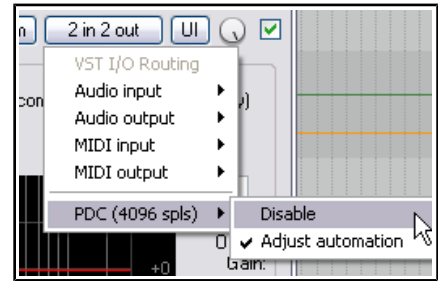 2 in 2 out UI
VST I/O Routing
Audio input
Audio output
MIDI input
MIDI output
PDC (4096 spls) Disable
Adjust automation
+0 Gain: